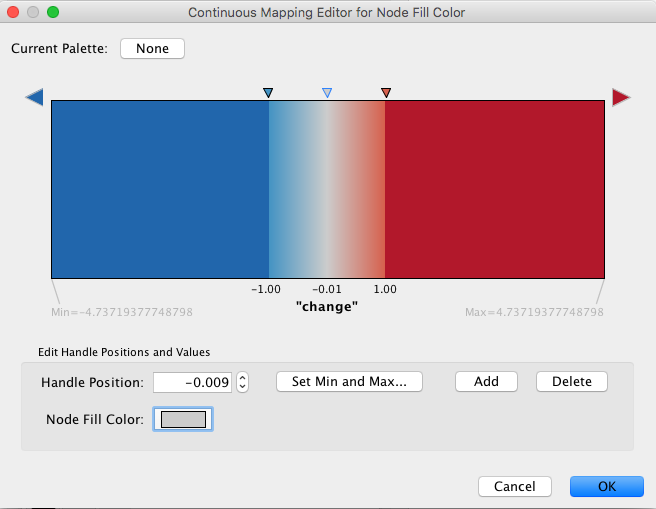 Continuous Mapping Editor for Node Fill Color
Current Palette: None
-1.00 -0.01 1.00
"change"
Min=-4.73719377748798 Max=4.73719377748798
Edit Handle Positions and Values
Handle Position: -0.009 Set Min and Max... Add Delete
Node Fill Color:
Cancel OK